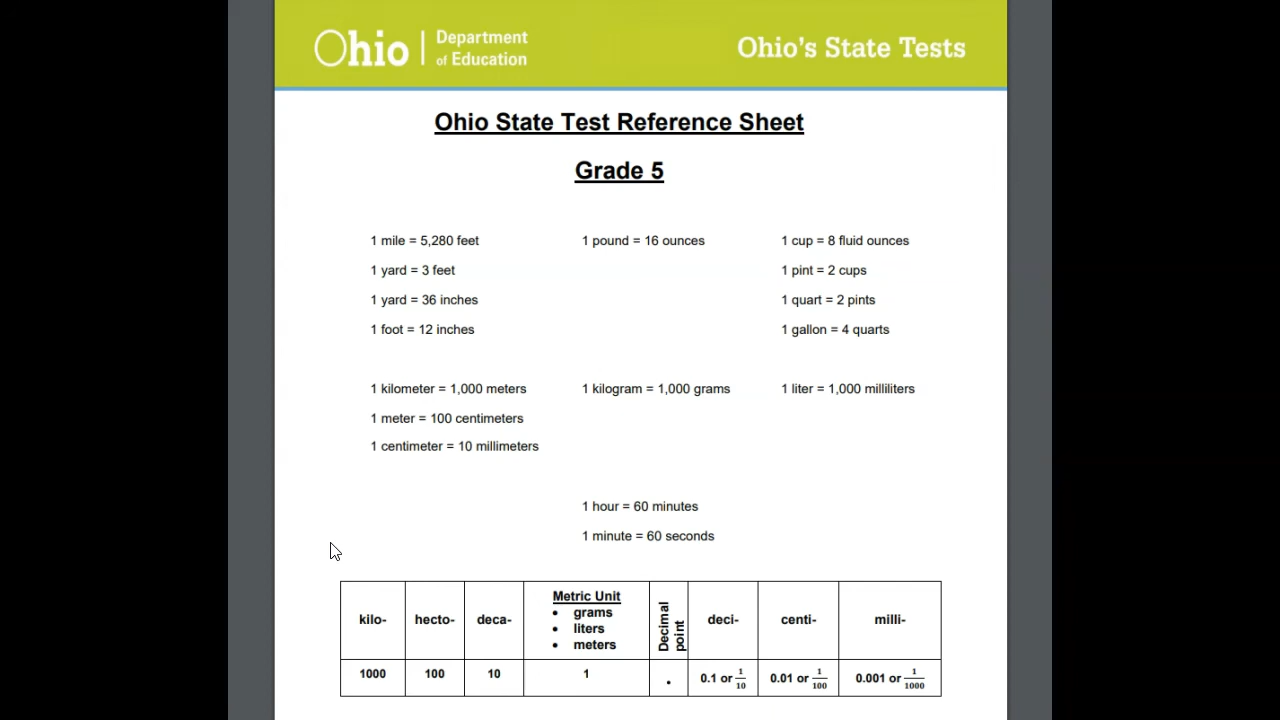 Ohio | Department of Education
Ohio's State Tests
Ohio State Test Reference Sheet
Grade 5
1 mile = 5,280 feet 1 pound = 16 ounces 1 cup = 8 fluid ounces
1 yard = 3 feet 1 pint = 2 cups
1 yard = 36 inches 1 quart = 2 pints
1 foot = 12 inches 1 gallon = 4 quarts
1 kilometer = 1,000 meters 1 kilogram = 1,000 grams 1 liter = 1,000 milliliters
1 meter = 100 centimeters
1 centimeter = 10 millimeters
1 hour = 60 minutes
1 minute = 60 seconds
kilo- hecto- deca- Metric Unit • grams • liters • meters Decimal point deci- centi- milli-
1000 100 10 1 . 0.1 or 1/10 0.01 or 1/100 0.001 or 1/1000